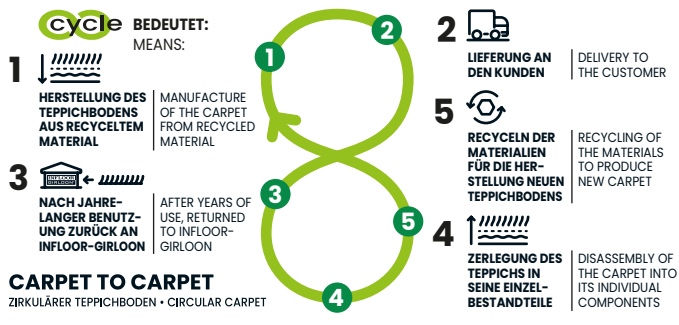 cycle BEDEUTET:
MEANS:
1
HERSTELLUNG DES
TEPPICHBODENS
AUS RECYCELTEM
MATERIAL
MANUFACTURE
OF THE CARPET
FROM RECYCLED
MATERIAL
3
INFLOOR
GIRLOON
NACH JAHRE-
LANGER BENUTZ-
UNG ZURÜCK AN
INFLOOR-GIRLOON
AFTER YEARS OF
USE, RETURNED
TO INFLOOR-
GIRLOON
CARPET TO CARPET
ZIRKULÄRER TEPPICHBODEN • CIRCULAR CARPET
1
2
3
5
4
2
LIEFERUNG AN
DEN KUNDEN
DELIVERY TO
THE CUSTOMER
5
RECYCELN DER
MATERIALIEN
FÜR DIE HER-
STELLUNG NEUEN
TEPPICHBODENS
RECYCLING OF
THE MATERIALS
TO PRODUCE
NEW CARPET
4
ZERLEGUNG DES
TEPPICHS IN
SEINE EINZEL-
BESTANDTEILE
DISASSEMBLY OF
THE CARPET INTO
ITS INDIVIDUAL
COMPONENTS